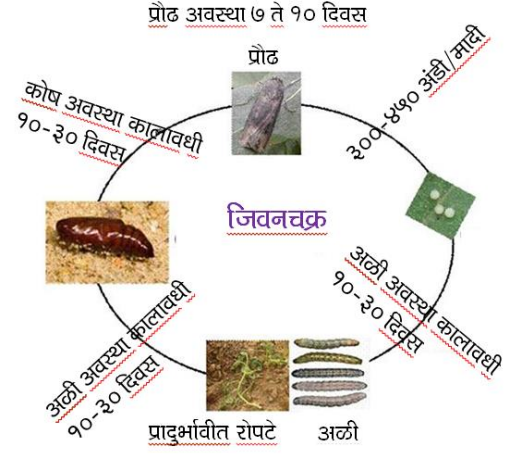 प्रौढ अवस्था ७ ते १० दिवस
प्रौढ
३००-४५० अंडी/मादी
कोष अवस्था कालावधी
१०-३० दिवस
जिवनचक्र
अळी अवस्था कालावधी
१०-३० दिवस
अळी अवस्था कालावधी
१०-३० दिवस
प्रादुर्भावीत रोपटे
अळी